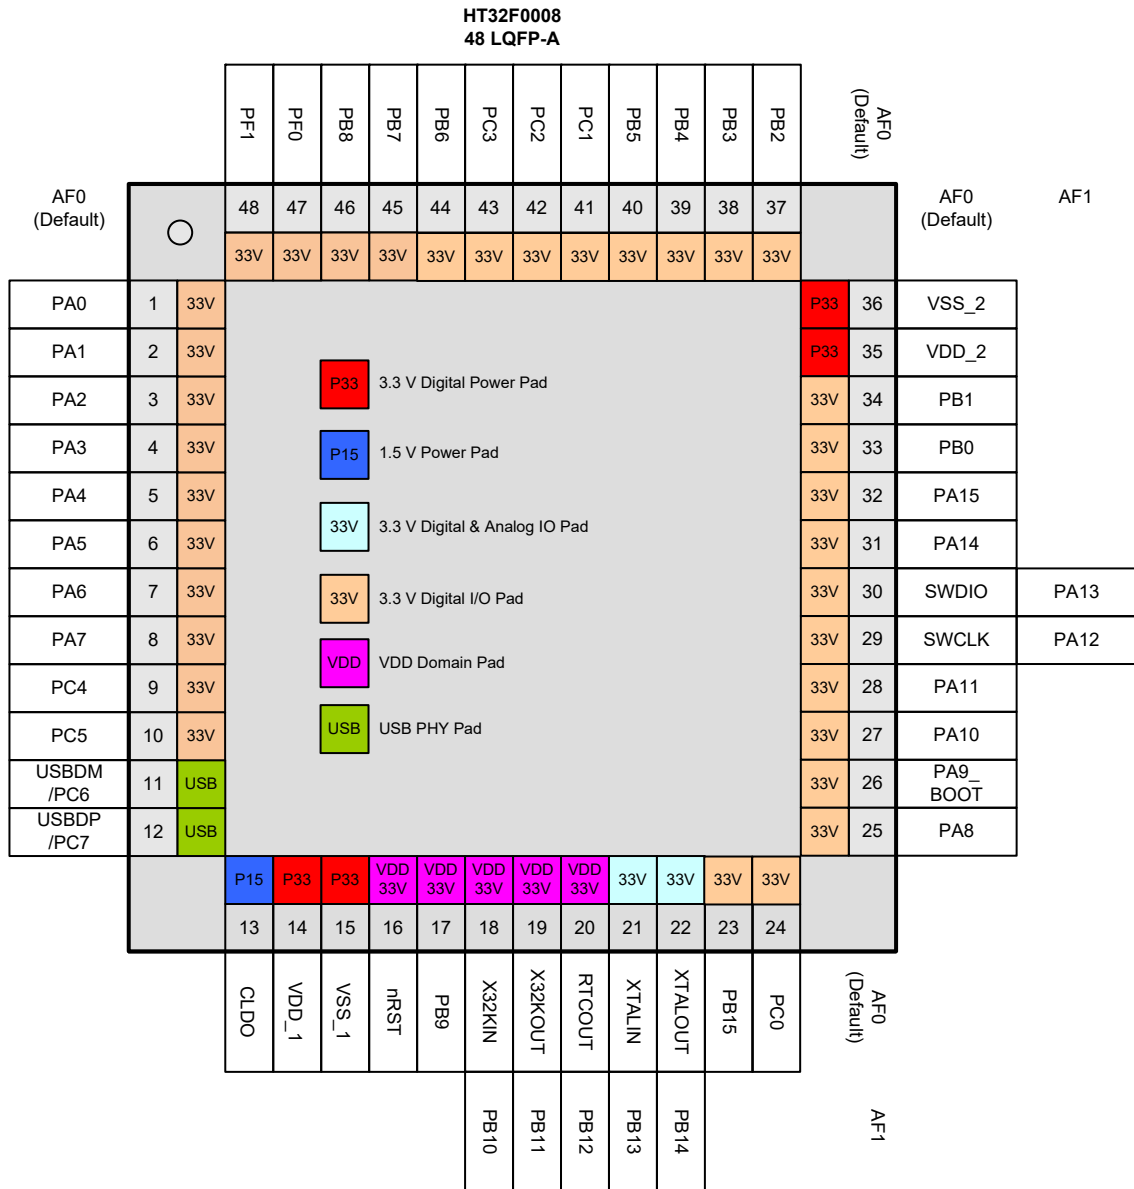 HT32F0008
48 LQFP-A
PF1 PF0 PB8 PB7 PB6 PC3 PC2 PC1 PB5 PB4 PB3 PB2
AF0
(Default)
AF0
(Default)
48 47 46 45 44 43 42 41 40 39 38 37
33V 33V 33V 33V 33V 33V 33V 33V 33V 33V 33V 33V
AF0
(Default)
AF1
PA0 1 33V
PA1 2 33V
PA2 3 33V
PA3 4 33V
PA4 5 33V
PA5 6 33V
PA6 7 33V
PA7 8 33V
PC4 9 33V
PC5 10 33V
USBDM
/PC6
11 USB
USBDP
/PC7
12 USB
P33 3.3 V Digital Power Pad
P15 1.5 V Power Pad
33V 3.3 V Digital & Analog IO Pad
33V 3.3 V Digital I/O Pad
VDD VDD Domain Pad
USB USB PHY Pad
P33 36 VSS_2
P33 35 VDD_2
33V 34 PB1
33V 33 PB0
33V 32 PA15
33V 31 PA14
33V 30 SWDIO PA13
33V 29 SWCLK PA12
33V 28 PA11
33V 27 PA10
33V 26 PA9_
BOOT
33V 25 PA8
P15 P33 P33 VDD VDD VDD VDD VDD 33V 33V 33V 33V
33V 33V 33V 33V 33V
13 14 15 16 17 18 19 20 21 22 23 24
CLDO VDD_1 VSS_1 nRST PB9 X32KIN X32KOUT RTCOUT XTALIN XTALOUT PB15 PC0
AF0
(Default)
PB10 PB11 PB12 PB13 PB14
AF1